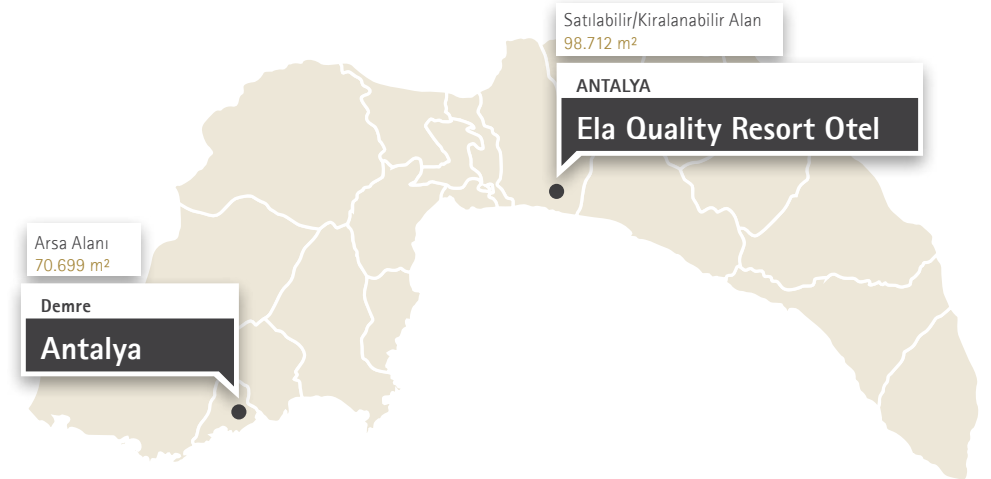 Satılabilir/Kiralanabilir Alan
98.712 m²
ANTALYA
Ela Quality Resort Otel
Arsa Alanı
70.699 m²
Demre
Antalya